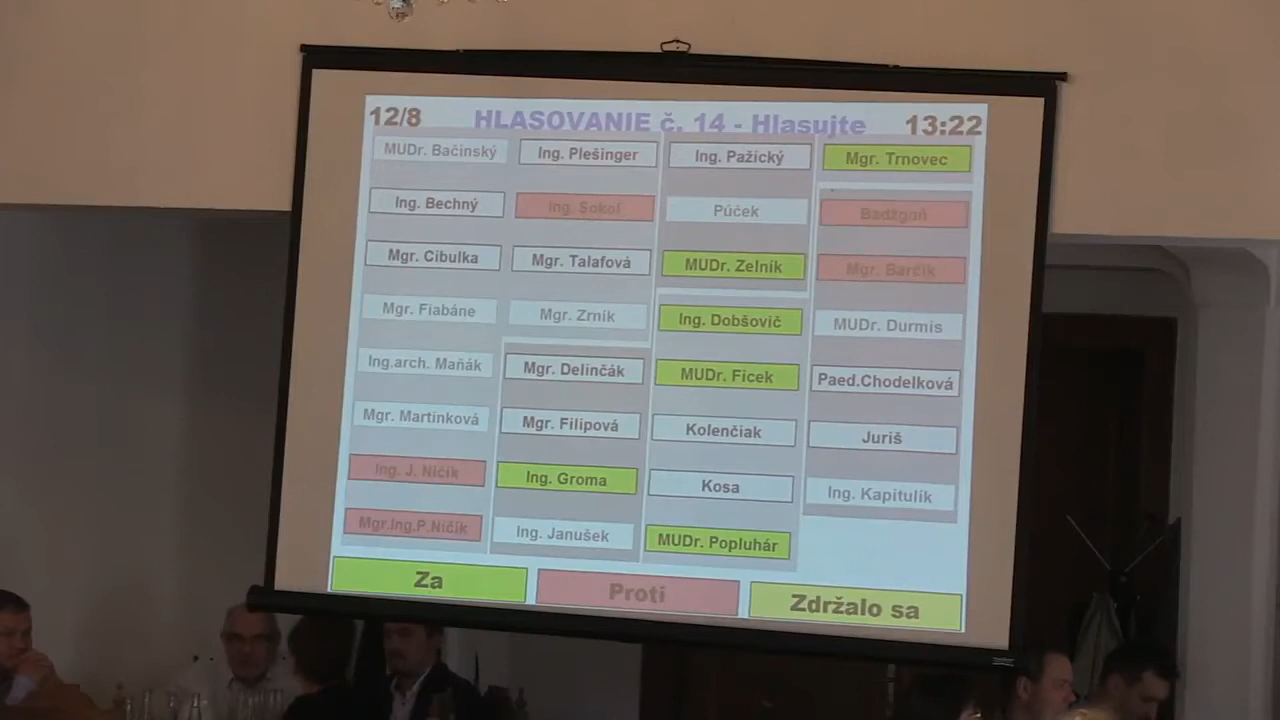 12/8 HLASOVANIE č. 14 - Hlasujte 13:22
MUDr. Bačinský
Ing. Bechný
Mgr. Cibulka
Mgr. Fiabáne
Ing.arch. Maňák
Mgr. Martinková
Ing. J. Ničík
Mgr.Ing.P.Ničík
Ing. Plešinger
Ing. Sokol
Mgr. Talafová
Mgr. Zrník
Mgr. Delinčák
Mgr. Filipová
Ing. Groma
Ing. Janušek
Ing. Pažický
Púček
MUDr. Zelník
Ing. Dobšovič
MUDr. Ficek
Kolenčiak
Kosa
MUDr. Popluhár
Mgr. Trnovec
Badžgoň
Mgr. Barčík
MUDr. Durmis
Paed.Chodelková
Juriš
Ing. Kapitulík
Za
Proti
Zdržalo sa